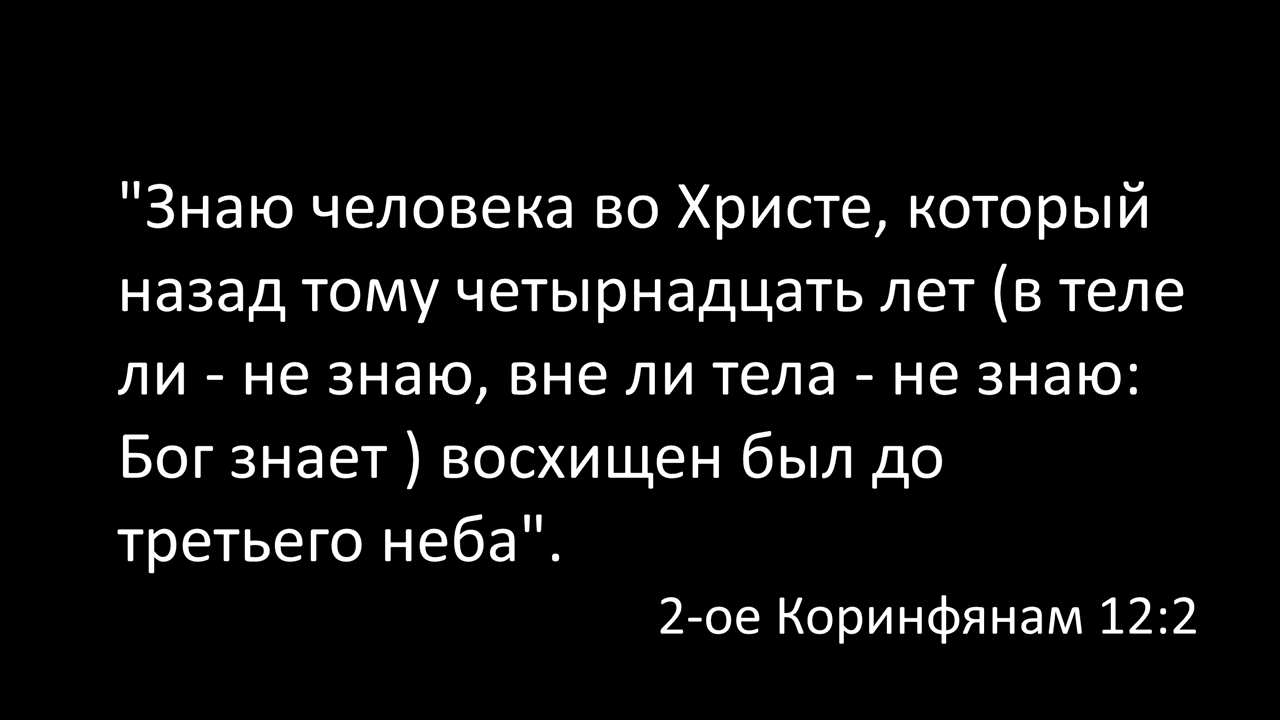 "Знаю человека во Христе, который
назад тому четырнадцать лет (в теле
ли - не знаю, вне ли тела - не знаю:
Бог знает ) восхищен был до
третьего неба".
2-ое Коринфянам 12:2